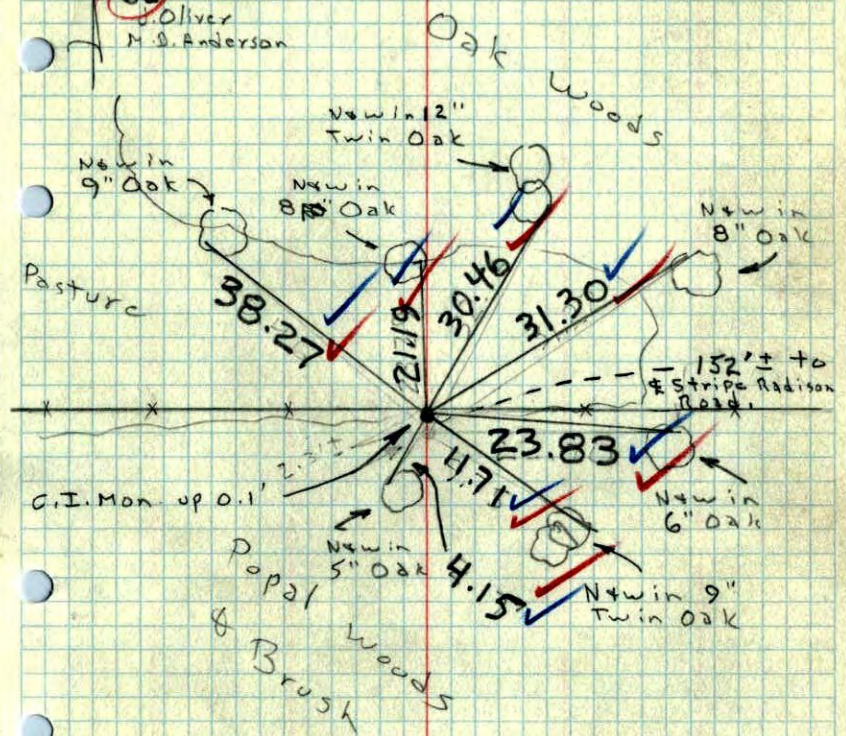 J. Oliver
M. D. Anderson
Oak Woods
N&W in 12"
Twin Oak
N&W in
9" Oak
N&W in
8" Oak
N&W in
8" Oak
Pasture
38.27
21.19
30.46
31.30
152'± to
℄ Stripe Radison
Road.
23.83
2.3'±
4.71
C.I. Mon. up 0.1'
N&W in
6" Oak
N&W in
5" Oak
4.15
N&W in 9"
Twin Oak
Popal Woods
& Brush